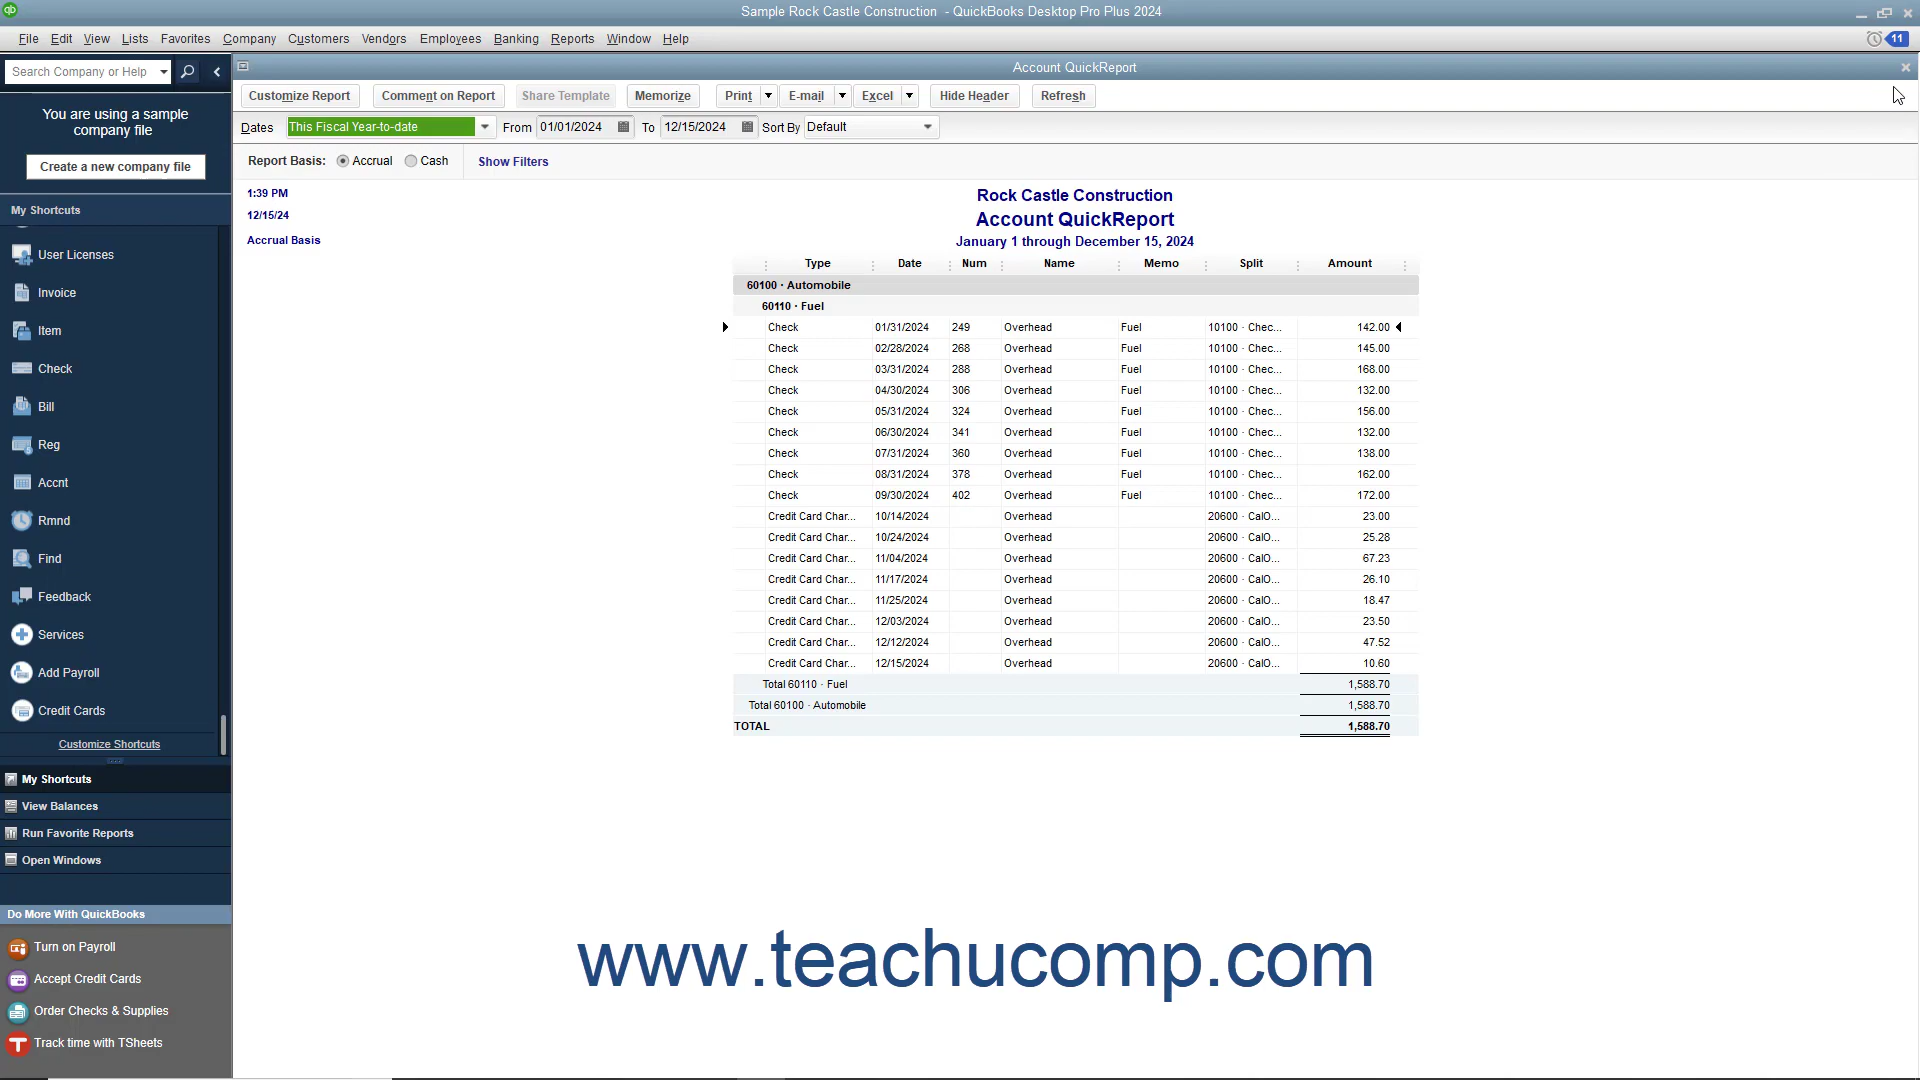 Sample Rock Castle Construction - QuickBooks Desktop Pro Plus 2024
File Edit View Lists Favorites Company Customers Vendors Employees Banking Reports Window Help
11
Search Company or Help
Account QuickReport
You are using a sample
company file
Create a new company file
My Shortcuts
User Licenses
Invoice
Item
Check
Bill
Reg
Accnt
Rmnd
Find
Feedback
Services
Add Payroll
Credit Cards
Customize Shortcuts
My Shortcuts
View Balances
Run Favorite Reports
Open Windows
Do More With QuickBooks
Turn on Payroll
Accept Credit Cards
Order Checks & Supplies
Track time with TSheets
Customize Report Comment on Report Share Template Memorize Print E-mail Excel Hide Header Refresh
Dates This Fiscal Year-to-date From 01/01/2024 To 12/15/2024 Sort By Default
Report Basis: Accrual Cash Show Filters
1:39 PM
12/15/24
Accrual Basis
Rock Castle Construction
Account QuickReport
January 1 through December 15, 2024
Type Date Num Name Memo Split Amount
60100 · Automobile
60110 · Fuel
Check 01/31/2024 249 Overhead Fuel 10100 · Chec... 142.00
Check 02/28/2024 268 Overhead Fuel 10100 · Chec... 145.00
Check 03/31/2024 288 Overhead Fuel 10100 · Chec... 168.00
Check 04/30/2024 306 Overhead Fuel 10100 · Chec... 132.00
Check 05/31/2024 324 Overhead Fuel 10100 · Chec... 156.00
Check 06/30/2024 341 Overhead Fuel 10100 · Chec... 132.00
Check 07/31/2024 360 Overhead Fuel 10100 · Chec... 138.00
Check 08/31/2024 378 Overhead Fuel 10100 · Chec... 162.00
Check 09/30/2024 402 Overhead Fuel 10100 · Chec... 172.00
Credit Card Char... 10/14/2024 Overhead 20600 · CalO... 23.00
Credit Card Char... 10/24/2024 Overhead 20600 · CalO... 25.28
Credit Card Char... 11/04/2024 Overhead 20600 · CalO... 67.23
Credit Card Char... 11/17/2024 Overhead 20600 · CalO... 26.10
Credit Card Char... 11/25/2024 Overhead 20600 · CalO... 18.47
Credit Card Char... 12/03/2024 Overhead 20600 · CalO... 23.50
Credit Card Char... 12/12/2024 Overhead 20600 · CalO... 47.52
Credit Card Char... 12/15/2024 Overhead 20600 · CalO... 10.60
Total 60110 · Fuel 1,588.70
Total 60100 · Automobile 1,588.70
TOTAL 1,588.70
www.teachucomp.com